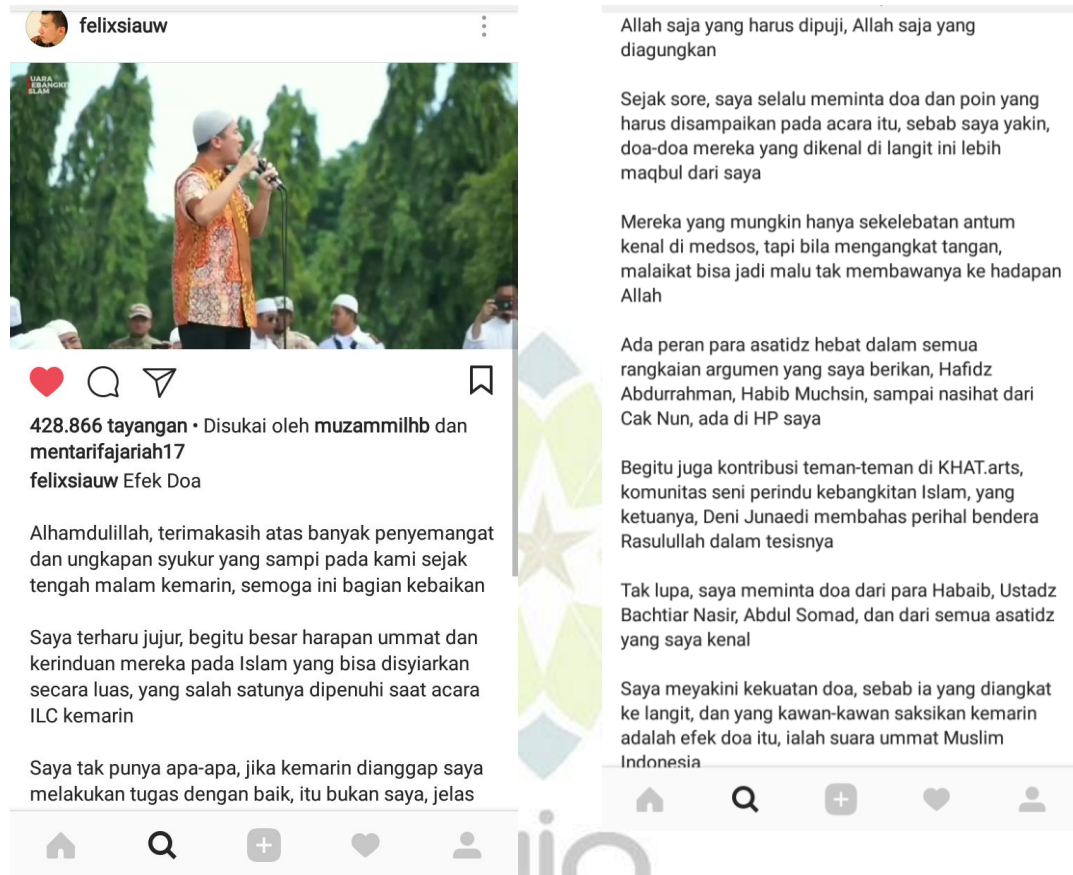 felixsiauw
UARA
EBANGKI
SLAM
428.866 tayangan • Disukai oleh muzammilhb dan
mentarifajariah17
felixsiauw Efek Doa
Alhamdulillah, terimakasih atas banyak penyemangat
dan ungkapan syukur yang sampi pada kami sejak
tengah malam kemarin, semoga ini bagian kebaikan
Saya terharu jujur, begitu besar harapan ummat dan
kerinduan mereka pada Islam yang bisa disyiarkan
secara luas, yang salah satunya dipenuhi saat acara
ILC kemarin
Saya tak punya apa-apa, jika kemarin dianggap saya
melakukan tugas dengan baik, itu bukan saya, jelas
Allah saja yang harus dipuji, Allah saja yang
diagungkan
Sejak sore, saya selalu meminta doa dan poin yang
harus disampaikan pada acara itu, sebab saya yakin,
doa-doa mereka yang dikenal di langit ini lebih
maqbul dari saya
Mereka yang mungkin hanya sekelebatan antum
kenal di medsos, tapi bila mengangkat tangan,
malaikat bisa jadi malu tak membawanya ke hadapan
Allah
Ada peran para asatidz hebat dalam semua
rangkaian argumen yang saya berikan, Hafidz
Abdurrahman, Habib Muchsin, sampai nasihat dari
Cak Nun, ada di HP saya
Begitu juga kontribusi teman-teman di KHAT.arts,
komunitas seni perindu kebangkitan Islam, yang
ketuanya, Deni Junaedi membahas perihal bendera
Rasulullah dalam tesisnya
Tak lupa, saya meminta doa dari para Habaib, Ustadz
Bachtiar Nasir, Abdul Somad, dan dari semua asatidz
yang saya kenal
Saya meyakini kekuatan doa, sebab ia yang diangkat
ke langit, dan yang kawan-kawan saksikan kemarin
adalah efek doa itu, ialah suara ummat Muslim
Indonesia